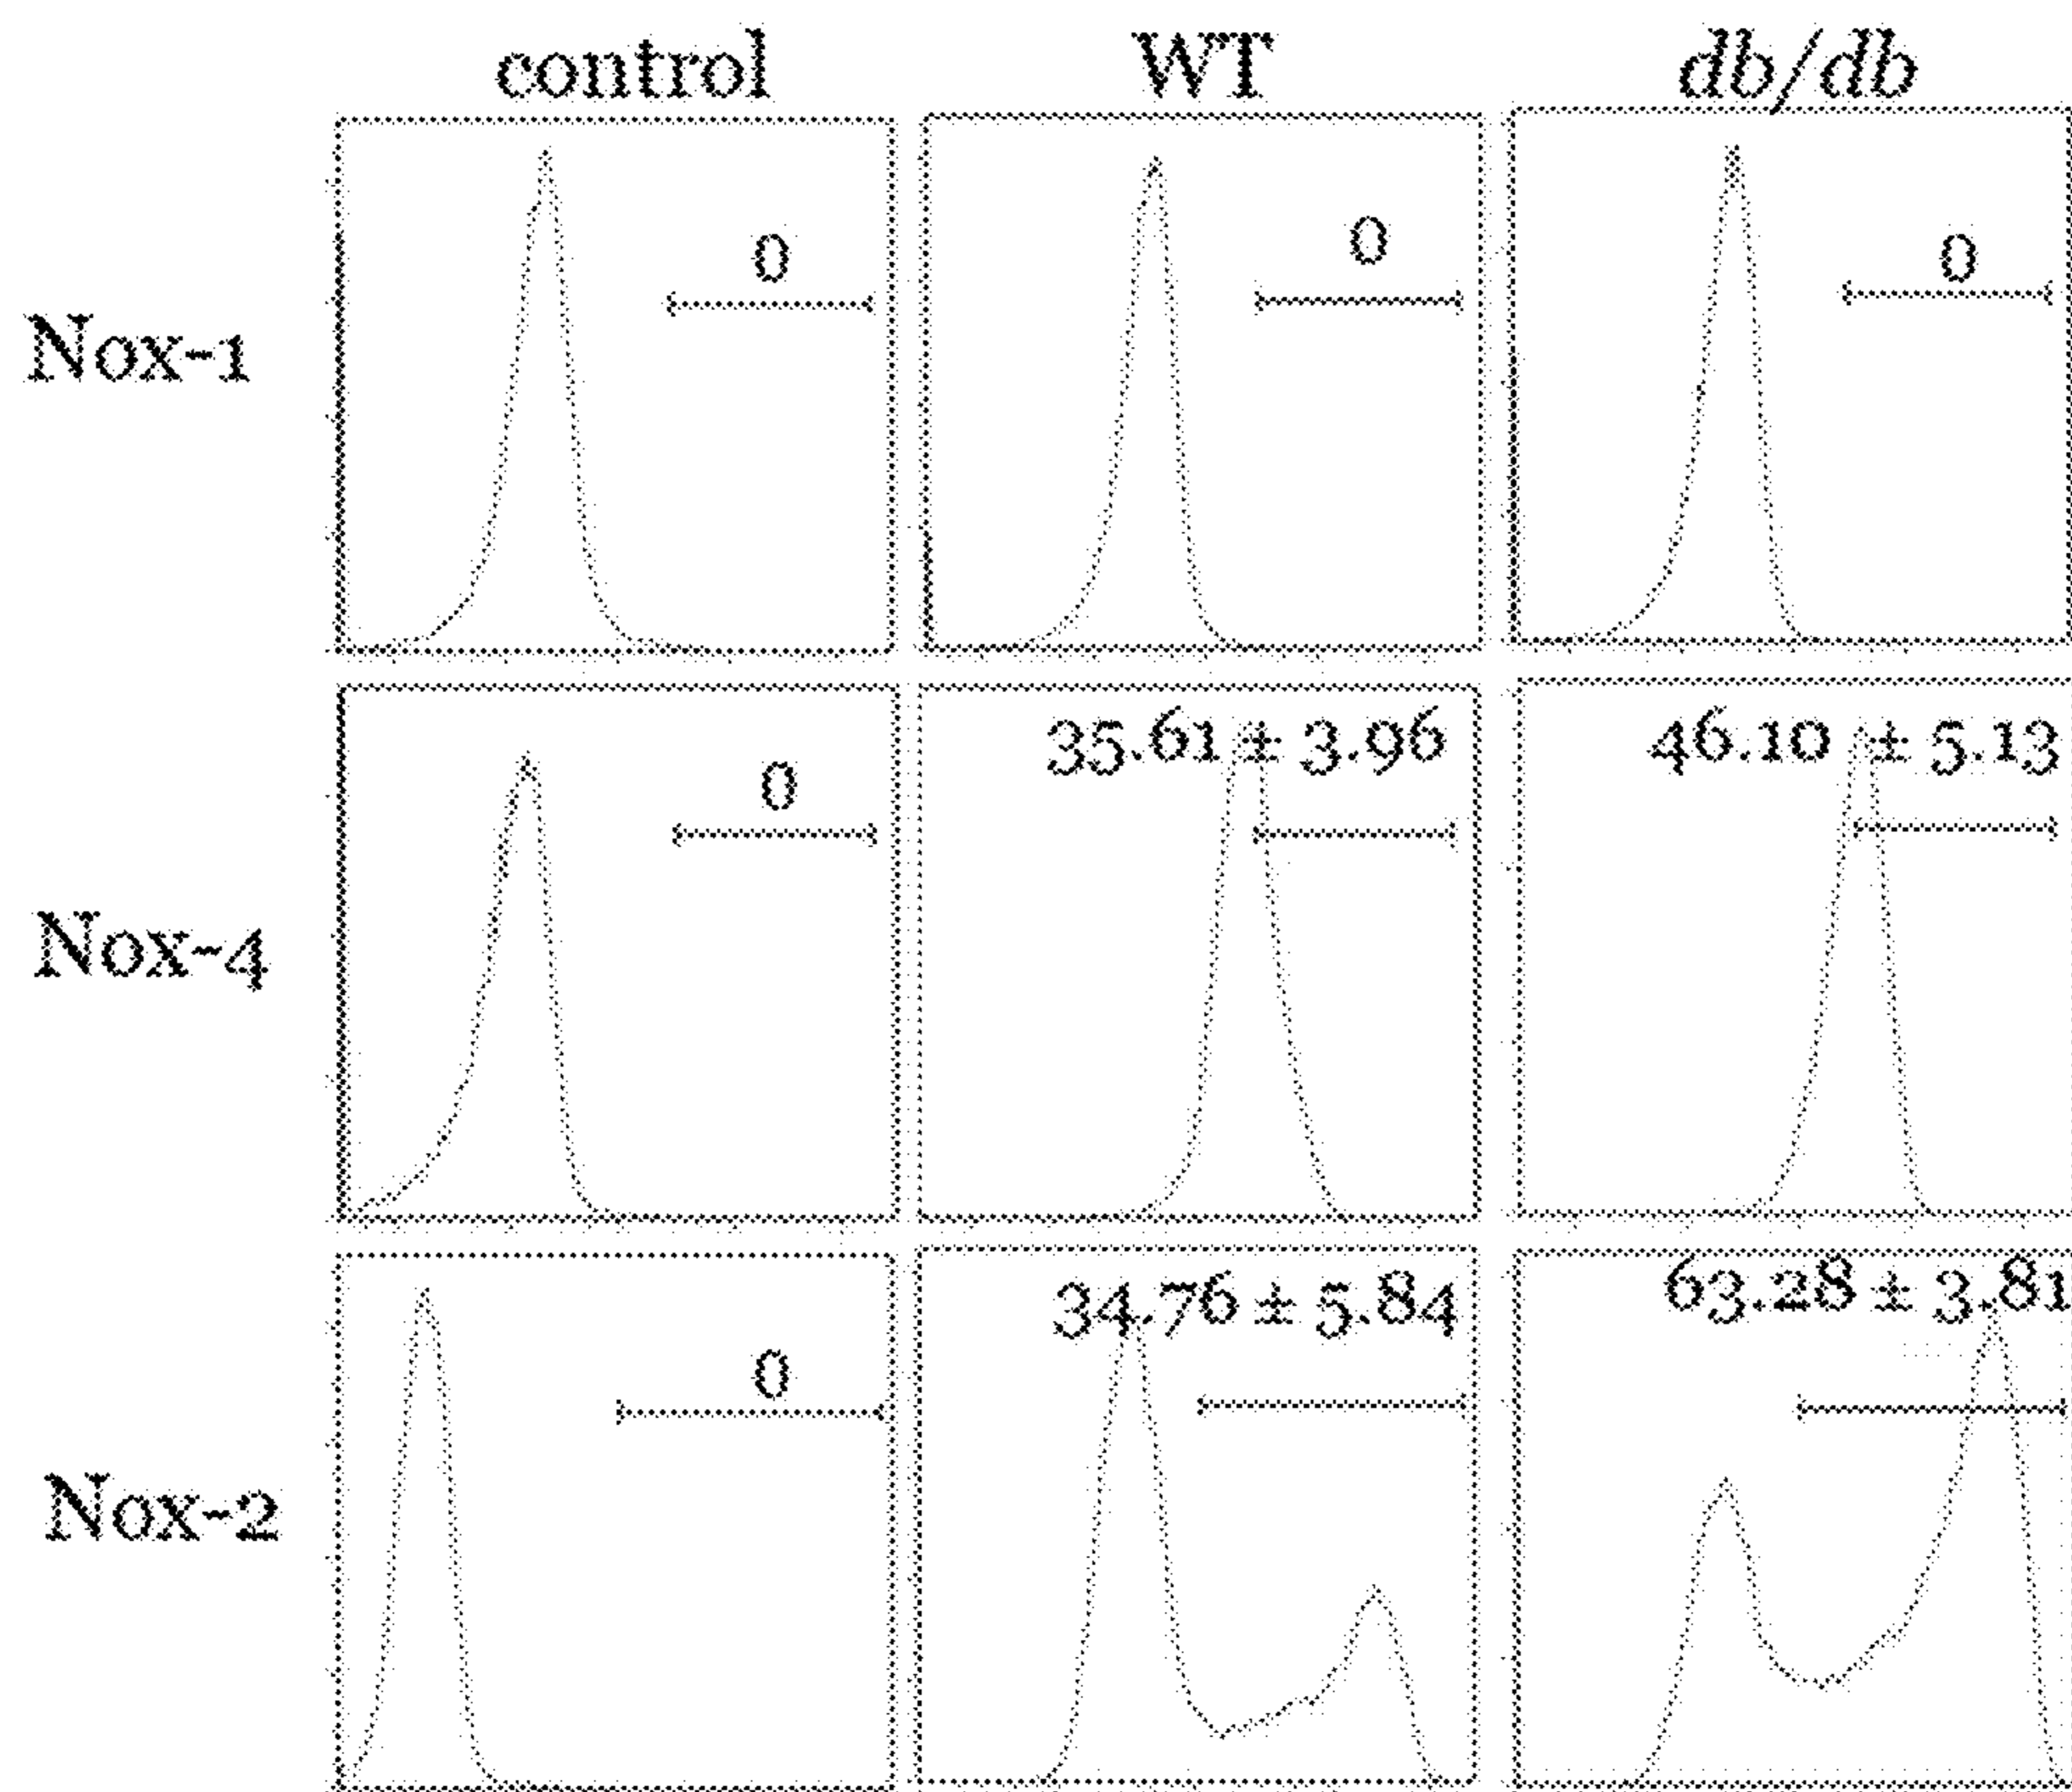 control WT db/db
Nox-1 0 0 0
Nox-4 0 35.61 ± 3.96 46.10 ± 5.13
Nox-2 0 34.76 ± 5.84 63.28 ± 3.81